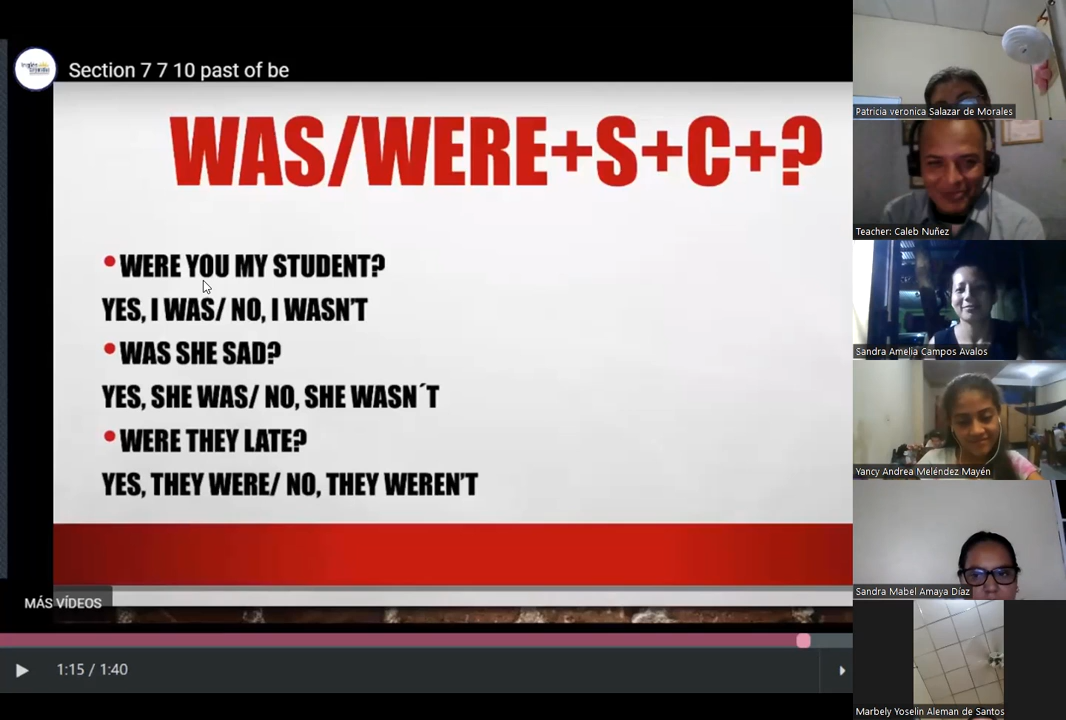 Section 7 7 10 past of be
WAS/WERE+S+C+?
• WERE YOU MY STUDENT?
YES, I WAS/ NO, I WASN'T
• WAS SHE SAD?
YES, SHE WAS/ NO, SHE WASN´T
• WERE THEY LATE?
YES, THEY WERE/ NO, THEY WEREN'T
MÁS VÍDEOS
1:15 / 1:40
Patricia veronica Salazar de Morales
Teacher: Caleb Nuñez
Sandra Amelia Campos Avalos
Yancy Andrea Meléndez Mayén
Sandra Mabel Amaya Díaz
Marbely Yoselin Aleman de Santos